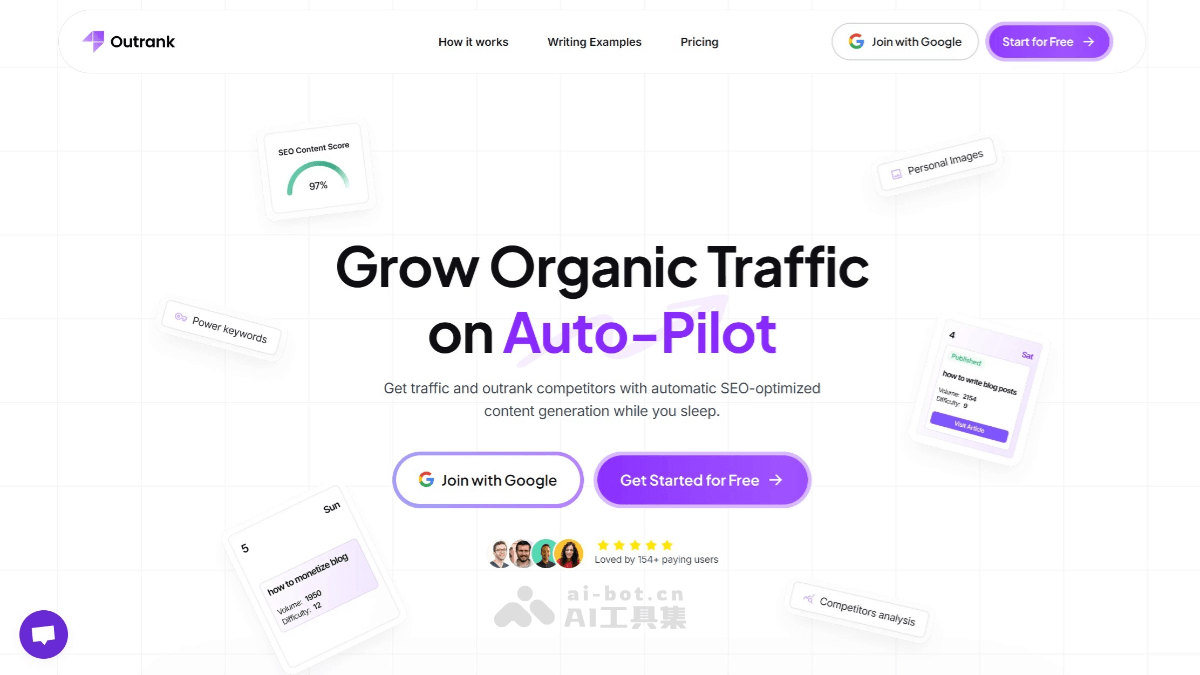 Outrank
How it works
Writing Examples
Pricing
Join with Google
Start for Free
SEO Content Score
97%
Personal Images
Grow Organic Traffic
on Auto-Pilot
Power keywords
4
Sat
Published
how to write blog posts
Volume: 2154
Difficulty: 9
Visit Article
Get traffic and outrank competitors with automatic SEO-optimized
content generation while you sleep.
Join with Google
Get Started for Free
Sun
5
how to monetize blog
Volume: 1950
Difficulty: 12
Loved by 154+ paying users
ai-bot.cn
AI工具集
Competitors analysis